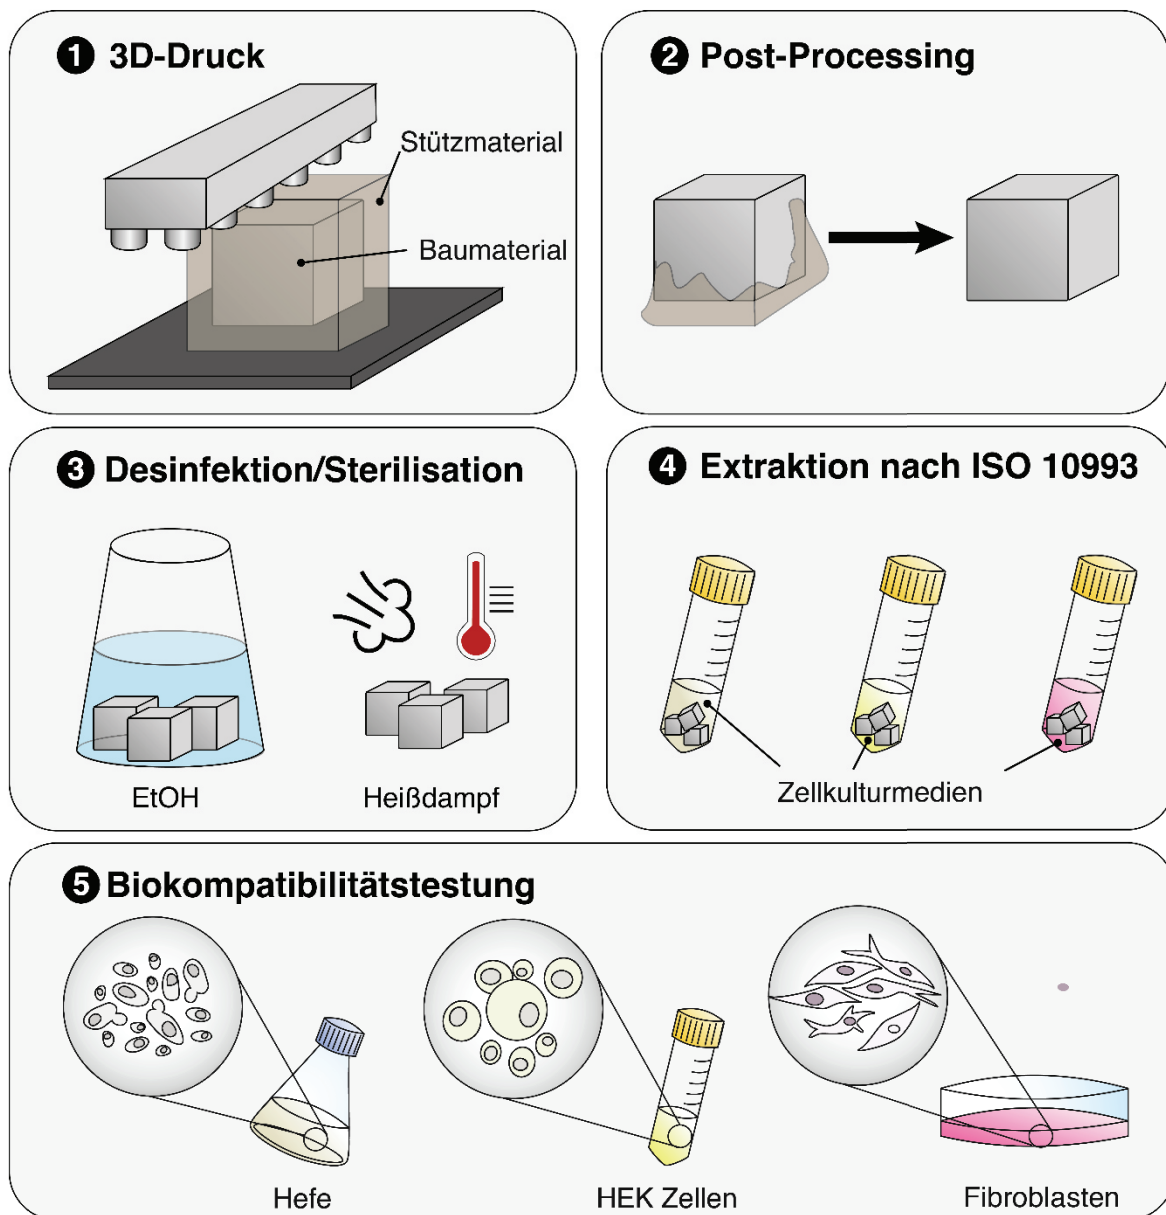 1 3D-Druck
Stützmaterial
Baumaterial
2 Post-Processing
3 Desinfektion/Sterilisation
EtOH
Heißdampf
4 Extraktion nach ISO 10993
Zellkulturmedien
5 Biokompatibilitätstestung
Hefe
HEK Zellen
Fibroblasten